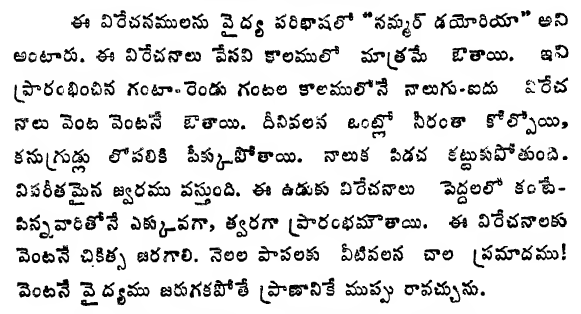 ఈ విరేచనములను వైద్య పరిభాషలో “నమ్మర్ డయోరియా” అని
అంటారు. ఈ విరేచనాలు వేసవి కాలములో మాత్రమే ఔతాయి. ఇవి
ప్రారంభించిన గంటా-రెండు గంటల కాలములోనే నాలుగు-ఐదు విరేచ
నాలు వెంట వెంటనే ఔతాయి. దీనివలన ఒంట్లో నీరంతా కోల్పోయి,
కనుగ్రుడ్లు లోపలికి పీక్కుపోతాయి. నాలుక పిడచ కట్టుకుపోతుంది.
విపరీతమైన జ్వరము వస్తుంది. ఈ ఉడుకు విరేచనాలు పెద్దలలో కంటే-
పిన్నవారితోనే ఎక్కువగా, త్వరగా ప్రారంభమౌతాయి. ఈ విరేచనాలకు
వెంటనే చికిత్స జరగాలి. నెలల పాపలకు వీటివలన చాల ప్రమాదము!
వెంటనే వైద్యము జరుగకపోతే ప్రాణానికే ముప్పు రావచ్చును.